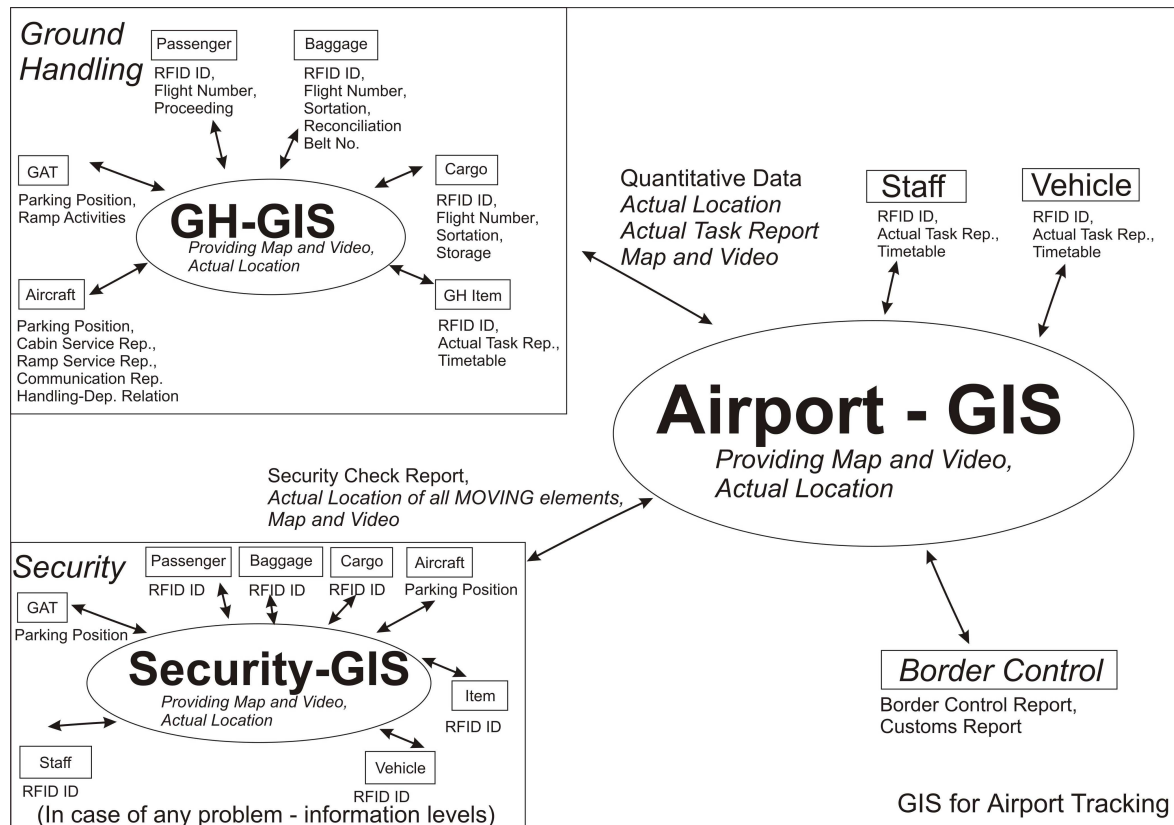 Ground
Handling
Passenger
RFID ID,
Flight Number,
Proceeding
Baggage
RFID ID,
Flight Number,
Sortation,
Reconciliation
Belt No.
GAT
Parking Position,
Ramp Activities
Cargo
RFID ID,
Flight Number,
Sortation,
Storage
GH-GIS
Providing Map and Video,
Actual Location
Aircraft
Parking Position,
Cabin Service Rep.,
Ramp Service Rep.,
Communication Rep.
Handling-Dep. Relation
GH Item
RFID ID,
Actual Task Rep.,
Timetable
Quantitative Data
Actual Location
Actual Task Report
Map and Video
Staff
RFID ID,
Actual Task Rep.,
Timetable
Vehicle
RFID ID,
Actual Task Rep.,
Timetable
Airport - GIS
Providing Map and Video,
Actual Location
Security Check Report,
Actual Location of all MOVING elements,
Map and Video
Security
Passenger
RFID ID
Baggage
RFID ID
Cargo
RFID ID
Aircraft
Parking Position
GAT
Parking Position
Security-GIS
Providing Map and Video,
Actual Location
Item
RFID ID
Staff
RFID ID
Vehicle
RFID ID
(In case of any problem - information levels)
Border Control
Border Control Report,
Customs Report
GIS for Airport Tracking